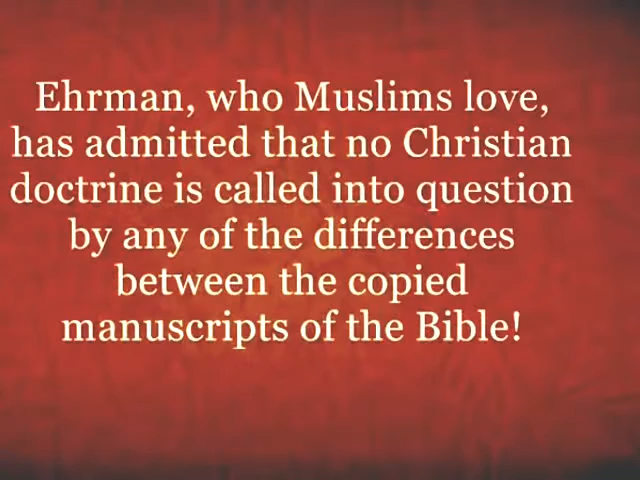 Ehrman, who Muslims love,
has admitted that no Christian
doctrine is called into question
by any of the differences
between the copied
manuscripts of the Bible!